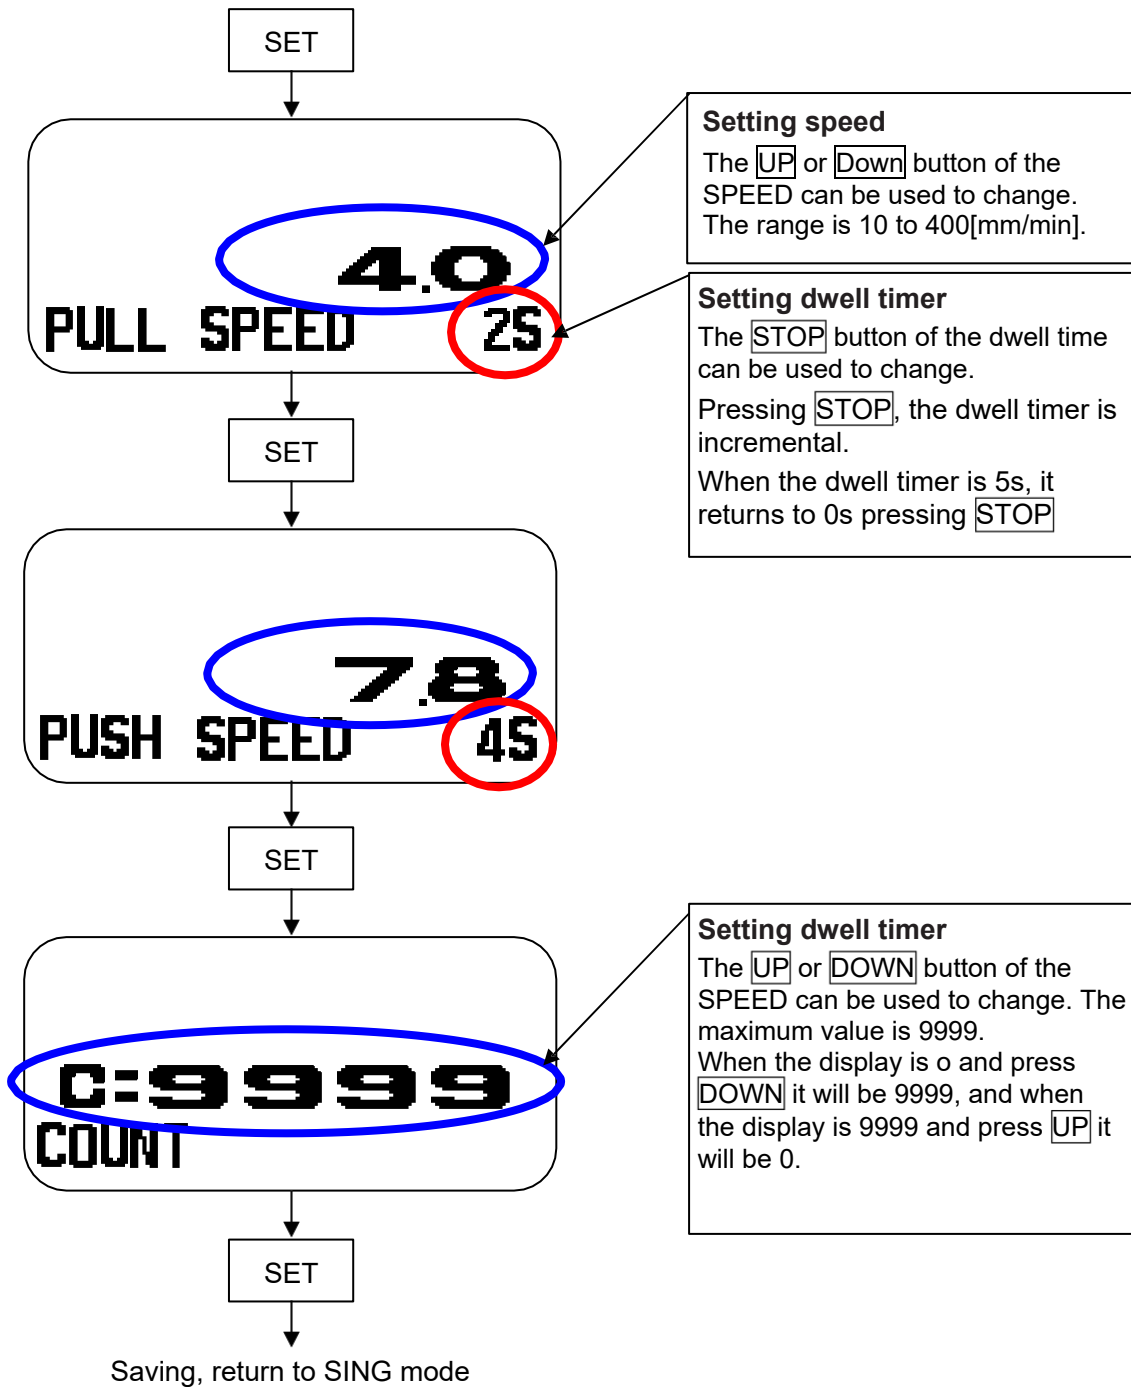 SET
Setting speed
The UP or Down button of the
SPEED can be used to change.
The range is 10 to 400[mm/min].
4.0
PULL SPEED 2S
Setting dwell timer
The STOP button of the dwell time
can be used to change.
Pressing STOP, the dwell timer is
incremental.
When the dwell timer is 5s, it
returns to 0s pressing STOP
SET
7.8
PUSH SPEED 4S
SET
Setting dwell timer
The UP or DOWN button of the
SPEED can be used to change. The
maximum value is 9999.
When the display is o and press
DOWN it will be 9999, and when
the display is 9999 and press UP it
will be 0.
C:9999
COUNT
SET
Saving, return to SING mode